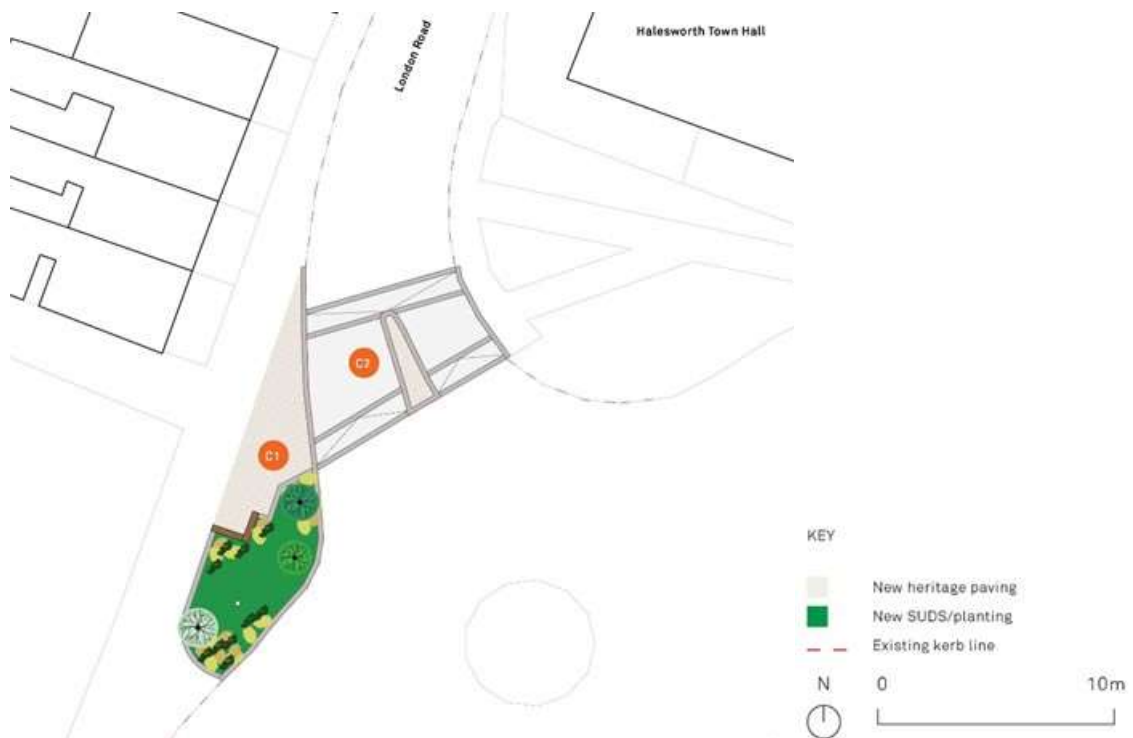 London Road
Halesworth Town Hall
C2
C1
KEY
New heritage paving
New SUDS/planting
Existing kerb line
N 0 10m